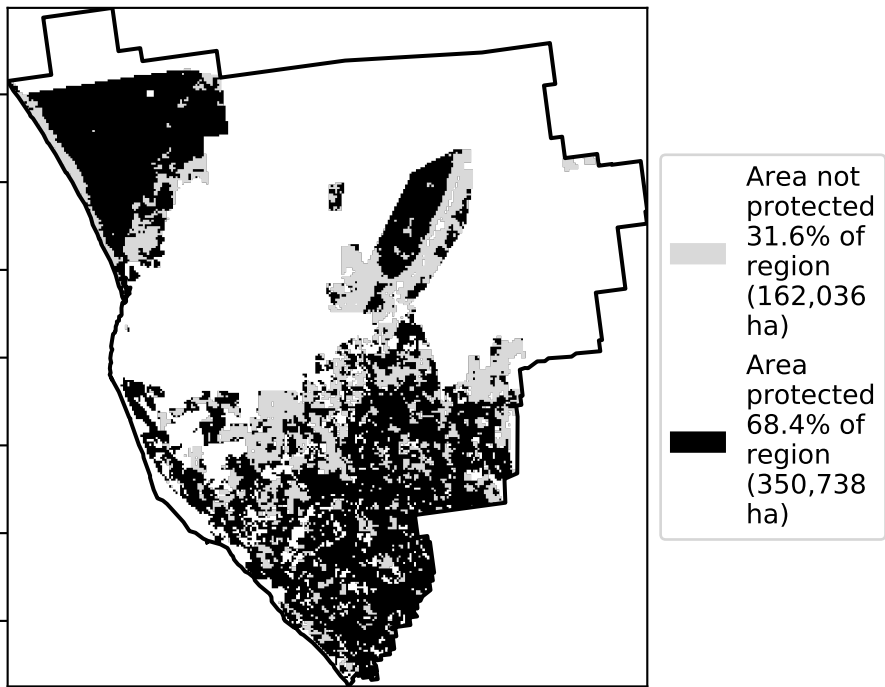 Area not
protected
31.6% of
region
(162,036
ha)
Area
protected
68.4% of
region
(350,738
ha)